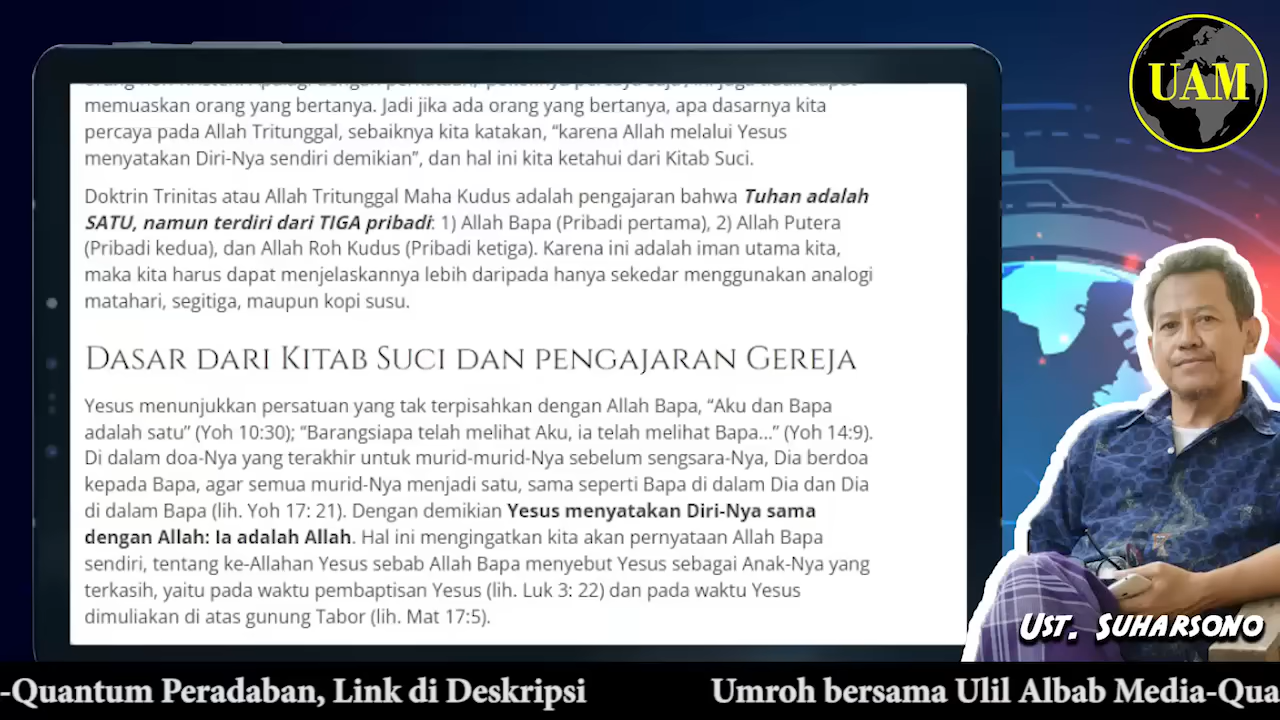 memuaskan orang yang bertanya. Jadi jika ada orang yang bertanya, apa dasarnya kita
percaya pada Allah Tritunggal, sebaiknya kita katakan, “karena Allah melalui Yesus
menyatakan Diri-Nya sendiri demikian”, dan hal ini kita ketahui dari Kitab Suci.
Doktrin Trinitas atau Allah Tritunggal Maha Kudus adalah pengajaran bahwa Tuhan adalah
SATU, namun terdiri dari TIGA pribadi: 1) Allah Bapa (Pribadi pertama), 2) Allah Putera
(Pribadi kedua), dan Allah Roh Kudus (Pribadi ketiga). Karena ini adalah iman utama kita,
maka kita harus dapat menjelaskannya lebih daripada hanya sekedar menggunakan analogi
matahari, segitiga, maupun kopi susu.
DASAR DARI KITAB SUCI DAN PENGAJARAN GEREJA
Yesus menunjukkan persatuan yang tak terpisahkan dengan Allah Bapa, “Aku dan Bapa
adalah satu” (Yoh 10:30); “Barangsiapa telah melihat Aku, ia telah melihat Bapa...” (Yoh 14:9).
Di dalam doa-Nya yang terakhir untuk murid-murid-Nya sebelum sengsara-Nya, Dia berdoa
kepada Bapa, agar semua murid-Nya menjadi satu, sama seperti Bapa di dalam Dia dan Dia
di dalam Bapa (lih. Yoh 17: 21). Dengan demikian Yesus menyatakan Diri-Nya sama
dengan Allah: Ia adalah Allah. Hal ini mengingatkan kita akan pernyataan Allah Bapa
sendiri, tentang ke-Allahan Yesus sebab Allah Bapa menyebut Yesus sebagai Anak-Nya yang
terkasih, yaitu pada waktu pembaptisan Yesus (lih. Luk 3: 22) dan pada waktu Yesus
dimuliakan di atas gunung Tabor (lih. Mat 17:5).
UAM
UST. SUHARSONO
-Quantum Peradaban, Link di Deskripsi Umroh bersama Ulil Albab Media-Qua